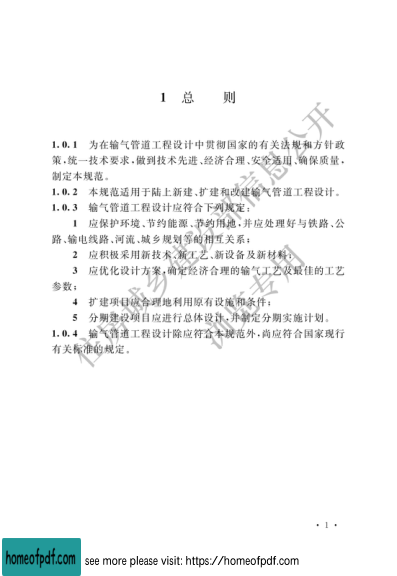 1 总 则
1.0.1 为在输气管道工程设计中贯彻国家的有关法规和方针政
策,统一技术要求,做到技术先进、经济合理、安全适用、确保质量,
制定本规范。
1.0.2 本规范适用于陆上新建、扩建和改建输气管道工程设计。
1.0.3 输气管道工程设计应符合下列规定:
1 应保护环境、节约能源、节约用地,并应处理好与铁路、公
路、输电线路、河流、城乡规划等的相互关系;
2 应积极采用新技术、新工艺、新设备及新材料;
3 应优化设计方案,确定经济合理的输气工艺及最佳的工艺
参数;
4 扩建项目应合理地利用原有设施和条件;
5 分期建设项目应进行总体设计,并制定分期实施计划。
1.0.4 输气管道工程设计除应符合本规范外,尚应符合国家现行
有关标准的规定。
住房城乡建设部信息公开
浏览专用
· 1 ·
homeofpdf.com
see more please visit: https://homeofpdf.com